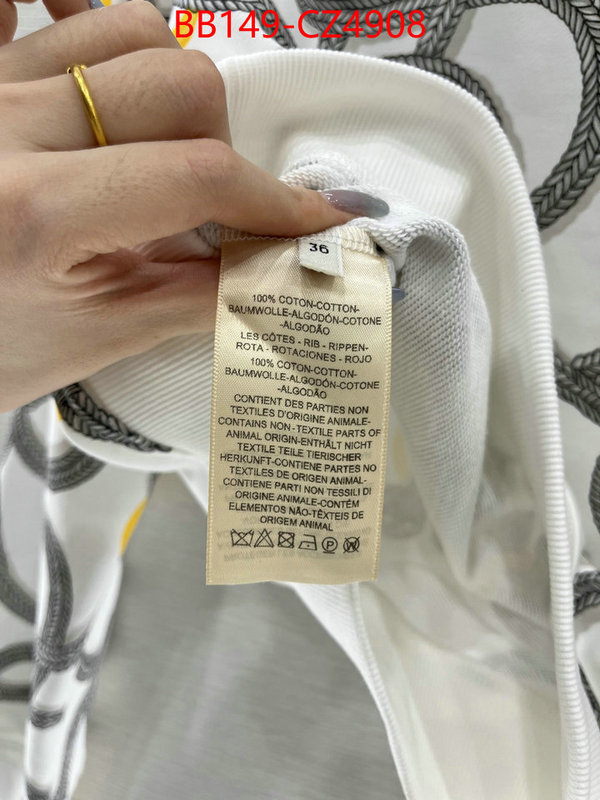 BB149-CZ4908
36
100% COTON-COTTON-
BAUMWOLLE-ALGODÓN-COTONE
-ALGODÃO
LES CÔTES - RIB - RIPPEN-
ROTA - ROTACIONES - ROJO
100% COTON-COTTON-
BAUMWOLLE-ALGODÓN-COTONE
-ALGODÃO
CONTIENT DES PARTIES NON
TEXTILES D'ORIGINE ANIMALE-
CONTAINS NON - TEXTILE PARTS OF
ANIMAL ORIGIN-ENTHÄLT NICHT
TEXTILE TEILE TIERISCHER
HERKUNFT-CONTIENE PARTES NO
TEXTILES DE ORIGEN ANIMAL-
CONTIENE PARTI NON TESSILI DI
ORIGINE ANIMALE-CONTÉM
ELEMENTOS NÃO-TÊXTEIS DE
ORIGEM ANIMAL